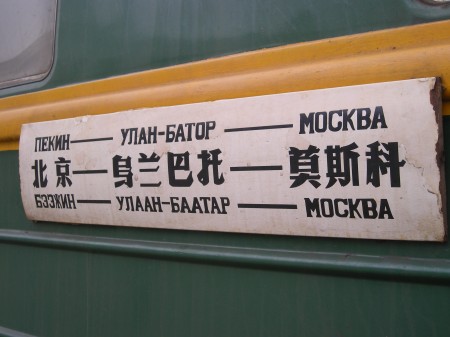 ПЕКИН — УЛАН-БАТОР — МОСКВА
北京 — 乌兰巴托 — 莫斯科
БЭЭЖИН — УЛААН-БААТАР — МОСКВА